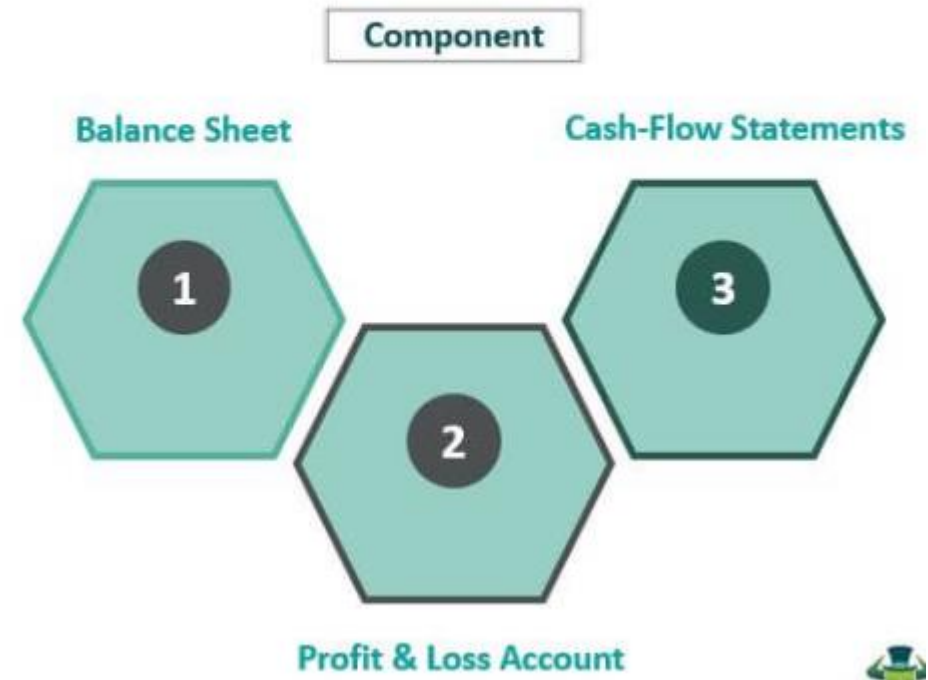 Component
Balance Sheet
Cash-Flow Statements
1
3
2
Profit & Loss Account